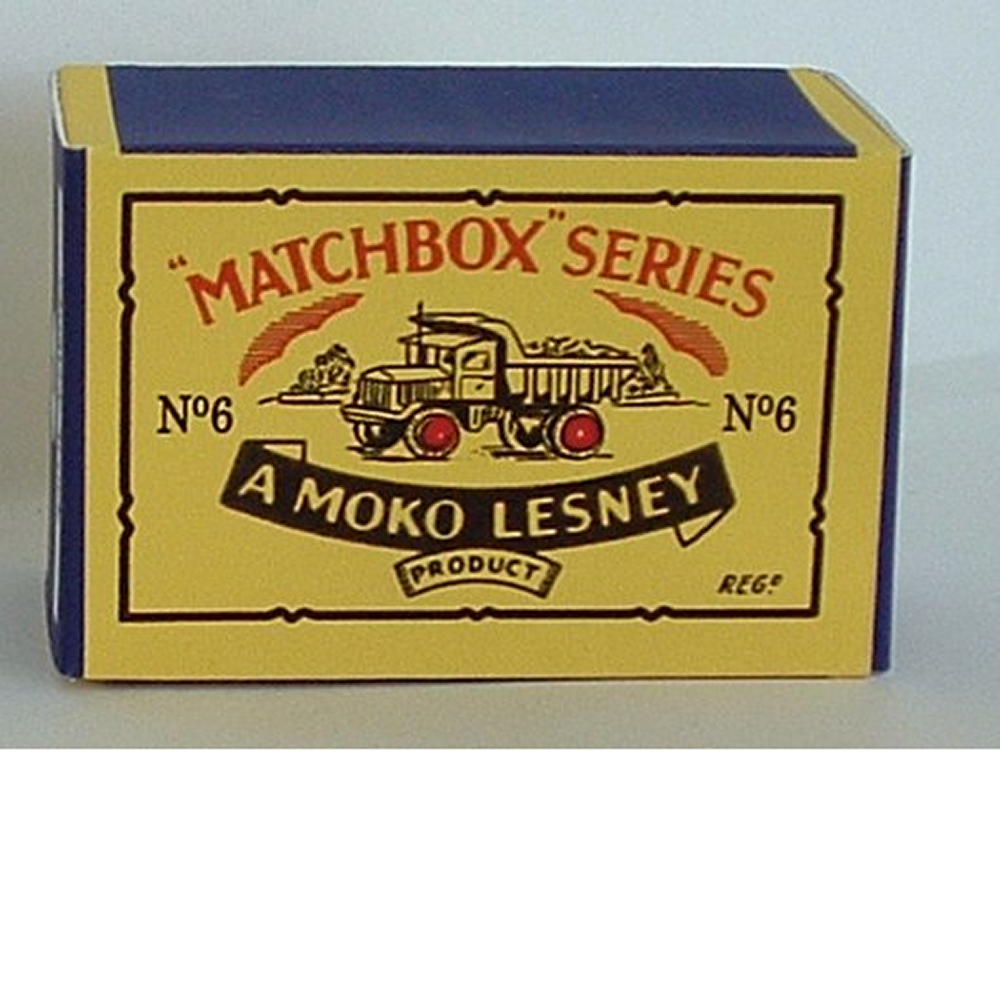 "MATCHBOX" SERIES
Nº6 Nº6
A MOKO LESNEY
PRODUCT
REGᴰ